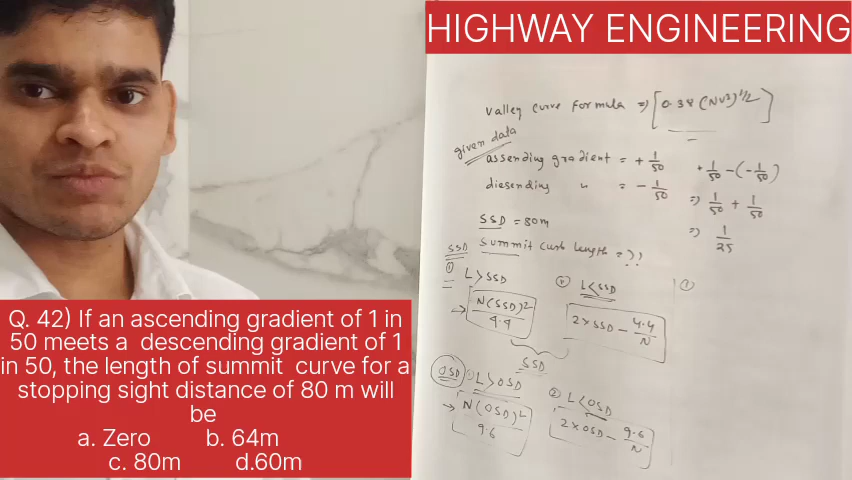 HIGHWAY ENGINEERING
valley curve formula => [0.38 (NV³)^1/2]
given data
assending gradient = + 1/50
+ 1/50 - (- 1/50)
diesending " = - 1/50
=> 1/50 + 1/50
SSD = 80m
=> 1/25
SSD summit curb length = ??
① L > SSD
② L < SSD
①
→ N(SSD)²/4.4
2 x SSD - 4.4/N
SSD
OSD ① L > OSD
② L < OSD
→ N(OSD)²/9.6
2 x OSD - 9.6/N
Q. 42) If an ascending gradient of 1 in
50 meets a descending gradient of 1
in 50, the length of summit curve for a
stopping sight distance of 80 m will
be
a. Zero b. 64m
c. 80m d.60m